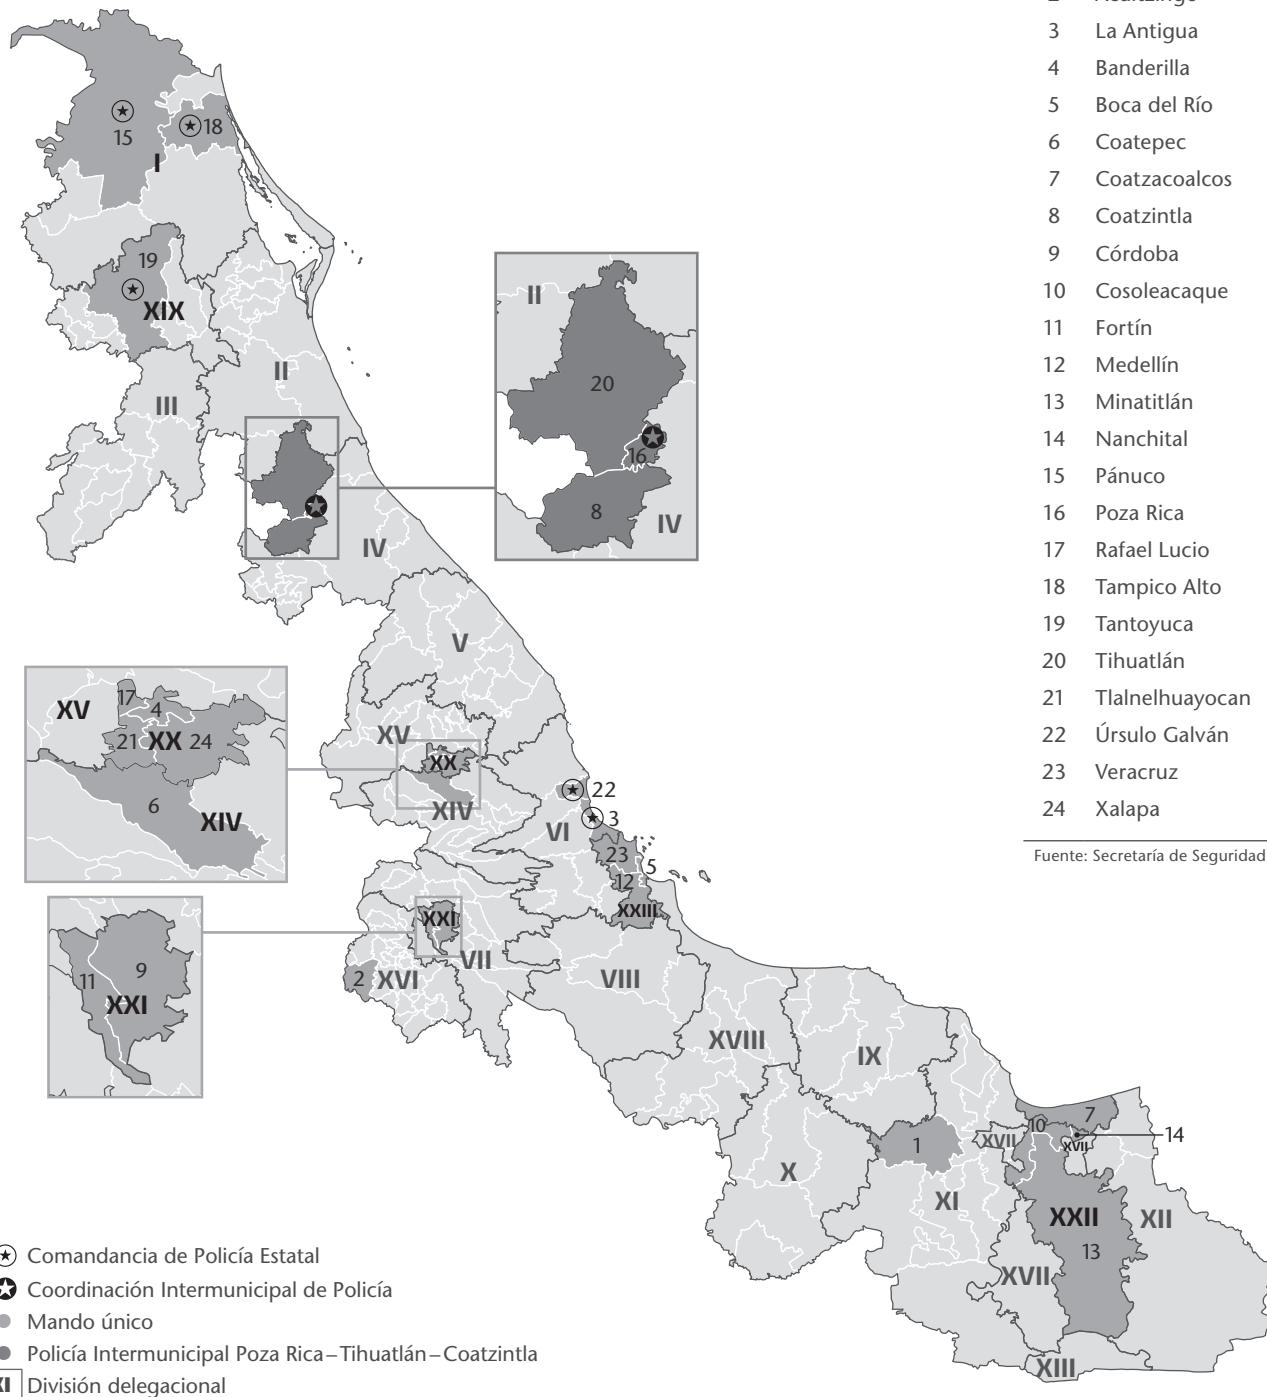 3 La Antigua
4 Banderilla
5 Boca del Río
6 Coatepec
7 Coatzacoalcos
8 Coatzintla
9 Córdoba
10 Cosoleacaque
11 Fortín
12 Medellín
13 Minatitlán
14 Nanchital
15 Pánuco
16 Poza Rica
17 Rafael Lucio
18 Tampico Alto
19 Tantoyuca
20 Tihuatlán
21 Tlalnelhuayocan
22 Úrsulo Galván
23 Veracruz
24 Xalapa
Fuente: Secretaría de Seguridad
15
18
I
19
XIX
II
III
II
20
16
8
IV
IV
V
XV
17
4
21
XX
24
6
XIV
XV
XX
XIV
22
3
VI
23
5
12
XXIII
11
9
XXI
XXI
VII
2
XVI
VIII
XVIII
IX
X
1
XI
XVII
10
7
XVII
14
XXII
13
XII
XVII
XIII
Comandancia de Policía Estatal
Coordinación Intermunicipal de Policía
Mando único
Policía Intermunicipal Poza Rica–Tihuatlán–Coatzintla
XI División delegacional